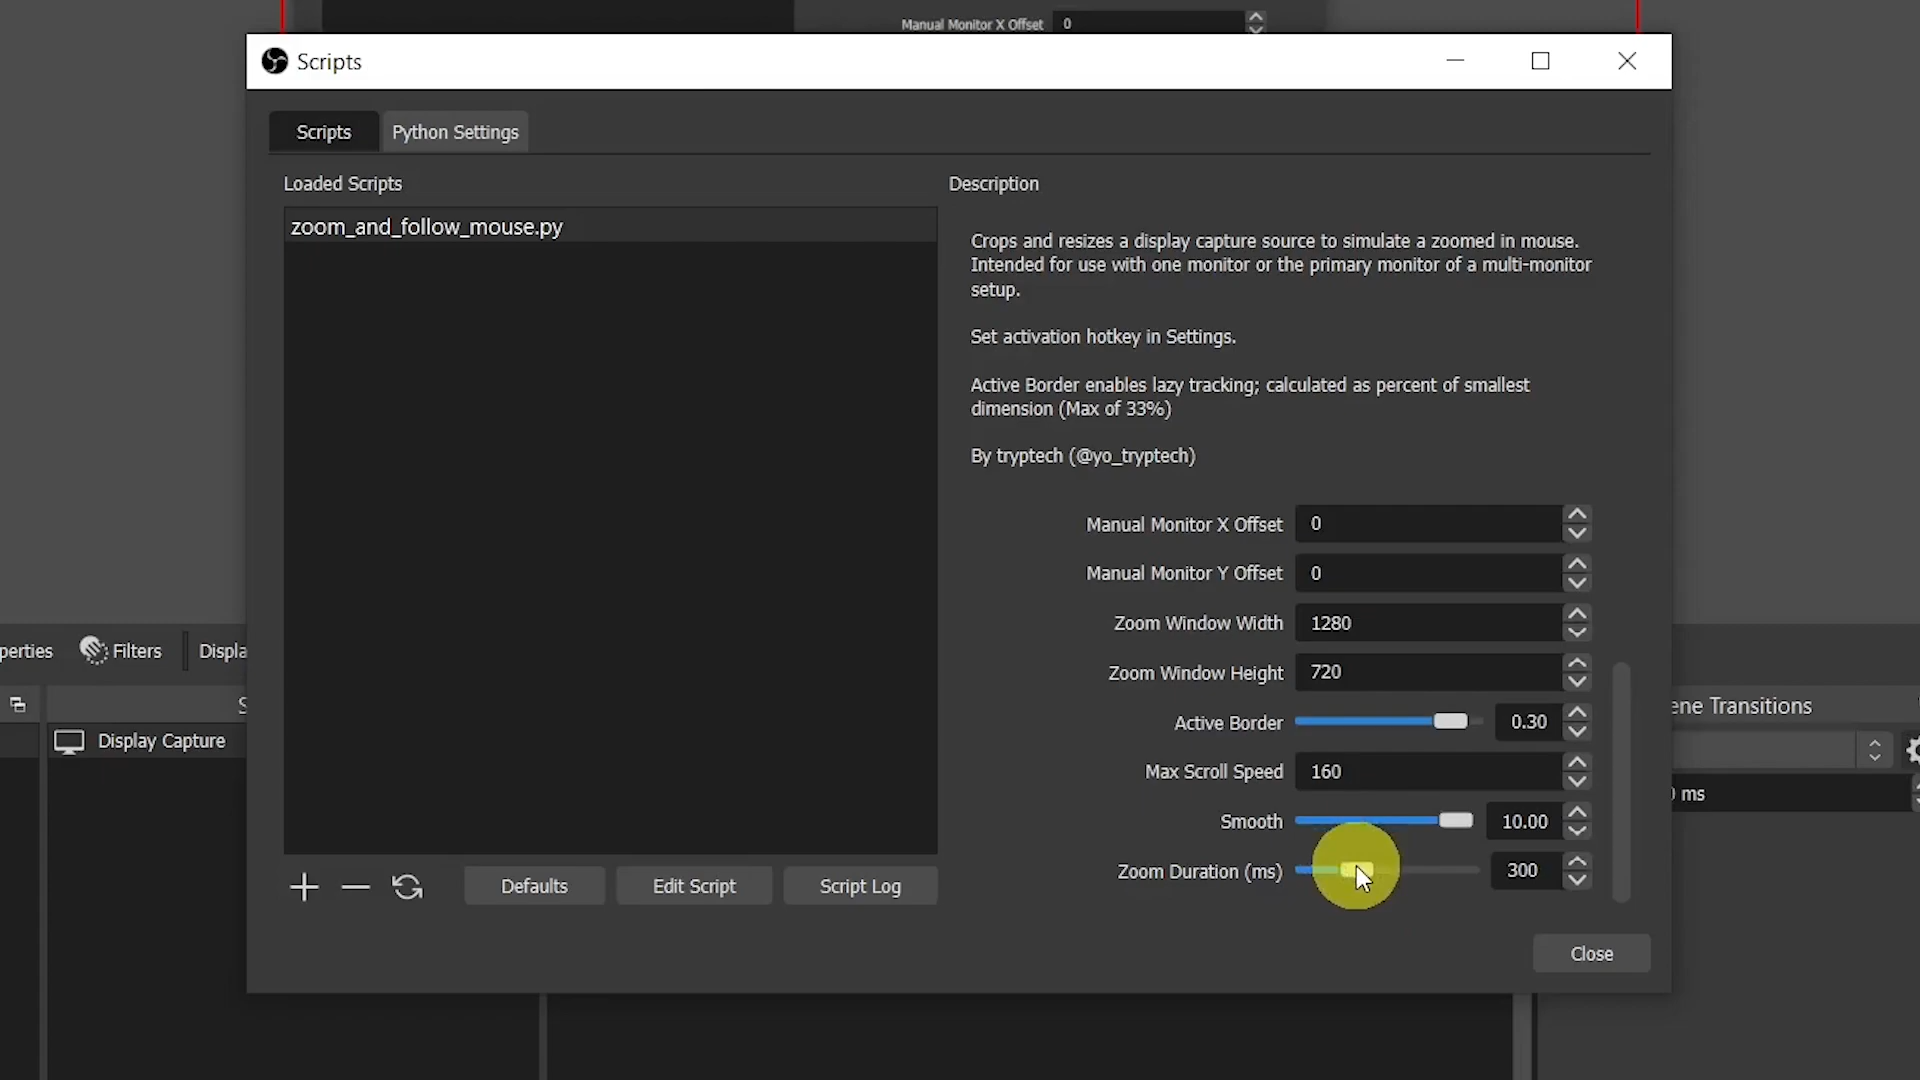 Manual Monitor X Offset 0
Scripts
Scripts Python Settings
Loaded Scripts
zoom_and_follow_mouse.py
Description
Crops and resizes a display capture source to simulate a zoomed in mouse.
Intended for use with one monitor or the primary monitor of a multi-monitor
setup.
Set activation hotkey in Settings.
Active Border enables lazy tracking; calculated as percent of smallest
dimension (Max of 33%)
By tryptech (@yo_tryptech)
Manual Monitor X Offset 0
Manual Monitor Y Offset 0
Zoom Window Width 1280
Zoom Window Height 720
Active Border 0.30
Max Scroll Speed 160
Smooth 10.00
Zoom Duration (ms) 300
Defaults Edit Script Script Log
Close
perties Filters Displa
S
Display Capture
ene Transitions
ms